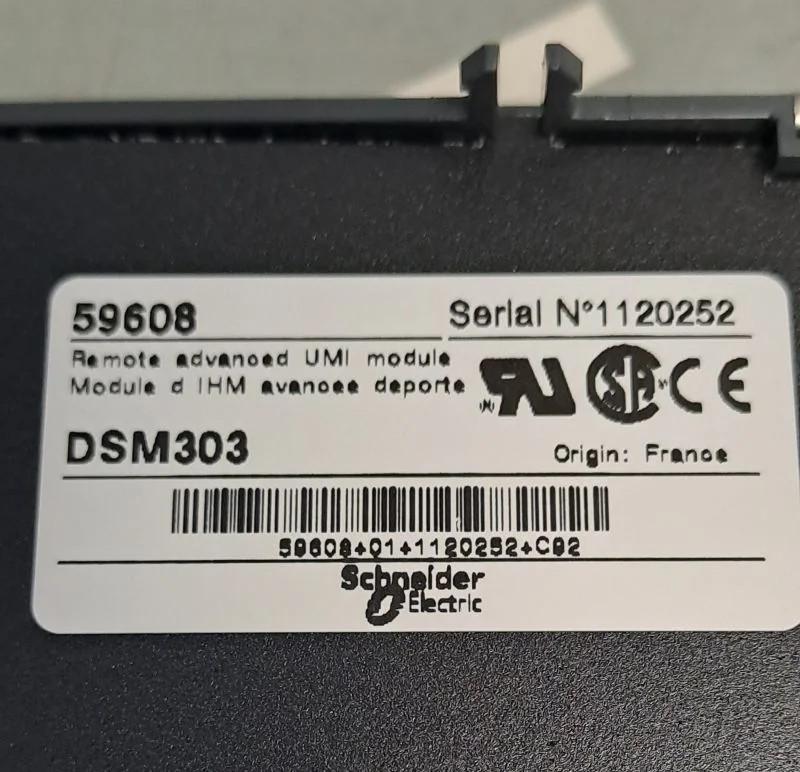 59608
Serial N°1120252
Remote advanced UMI module
Module d IHM avancee deporte
DSM303
Origin: France
59608+01+1120252+C92
Schneider
Electric